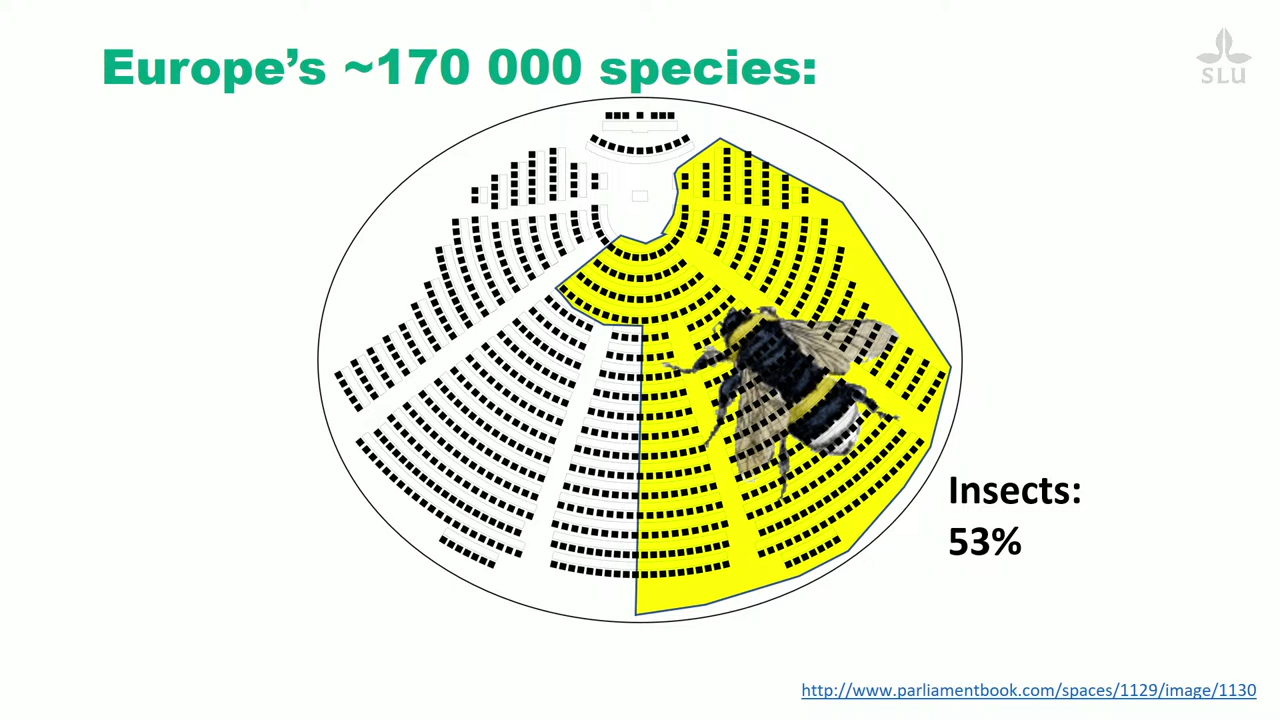 Europe’s ~170 000 species:
SLU
Insects:
53%
http://www.parliamentbook.com/spaces/1129/image/1130